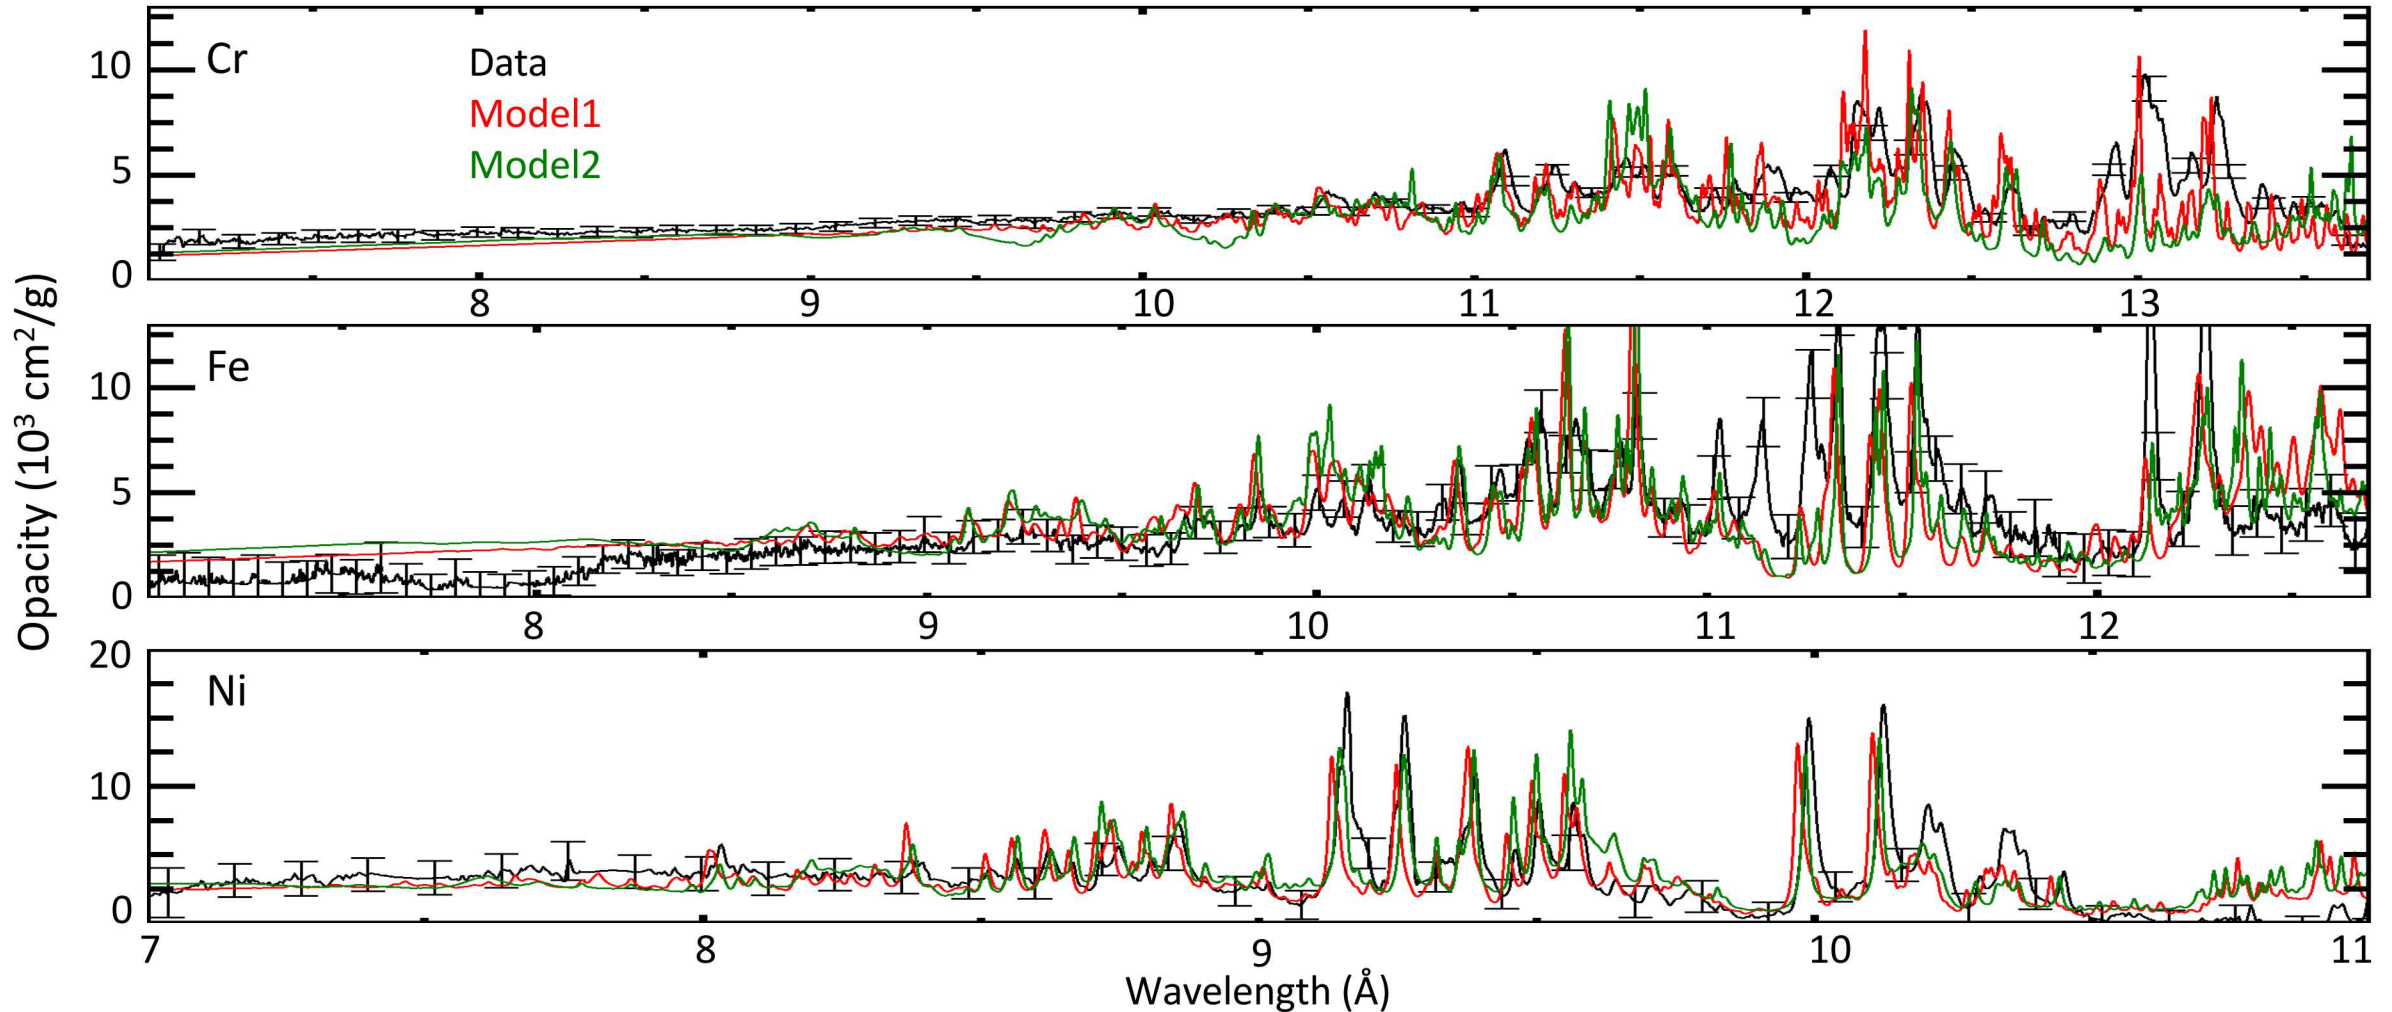 Cr
Data
Model1
Model2
10
5
0
8 9 10 11 12 13
Fe
10
5
0
8 9 10 11 12
Ni
20
10
0
7 8 9 10 11
Opacity (10³ cm²/g)
Wavelength (Å)